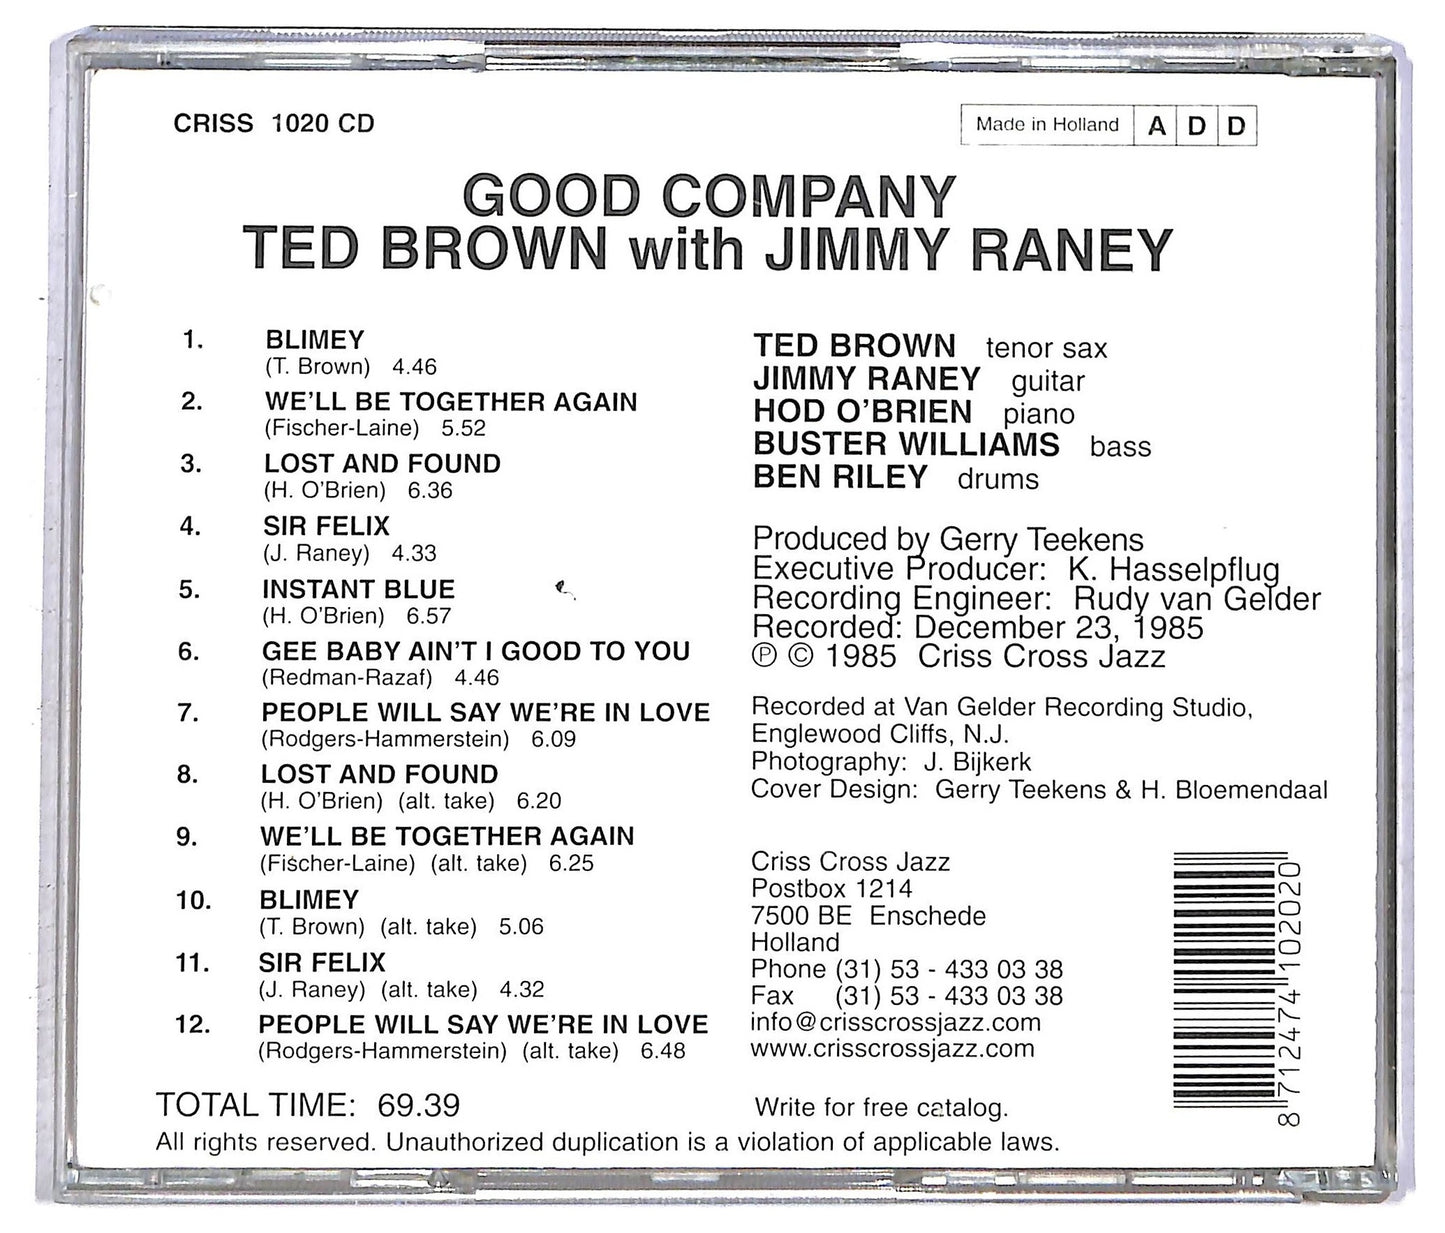 CRISS 1020 CD
Made in Holland A D D
GOOD COMPANY
TED BROWN with JIMMY RANEY
1. BLIMEY
(T. Brown) 4.46
2. WE'LL BE TOGETHER AGAIN
(Fischer-Laine) 5.52
3. LOST AND FOUND
(H. O'Brien) 6.36
4. SIR FELIX
(J. Raney) 4.33
5. INSTANT BLUE
(H. O'Brien) 6.57
6. GEE BABY AIN'T I GOOD TO YOU
(Redman-Razaf) 4.46
7. PEOPLE WILL SAY WE'RE IN LOVE
(Rodgers-Hammerstein) 6.09
8. LOST AND FOUND
(H. O'Brien) (alt. take) 6.20
9. WE'LL BE TOGETHER AGAIN
(Fischer-Laine) (alt. take) 6.25
10. BLIMEY
(T. Brown) (alt. take) 5.06
11. SIR FELIX
(J. Raney) (alt. take) 4.32
12. PEOPLE WILL SAY WE'RE IN LOVE
(Rodgers-Hammerstein) (alt. take) 6.48
TED BROWN tenor sax
JIMMY RANEY guitar
HOD O'BRIEN piano
BUSTER WILLIAMS bass
BEN RILEY drums
Produced by Gerry Teekens
Executive Producer: K. Hasselpflug
Recording Engineer: Rudy van Gelder
Recorded: December 23, 1985
℗ © 1985 Criss Cross Jazz
Recorded at Van Gelder Recording Studio,
Englewood Cliffs, N.J.
Photography: J. Bijkerk
Cover Design: Gerry Teekens & H. Bloemendaal
Criss Cross Jazz
Postbox 1214
7500 BE Enschede
Holland
Phone (31) 53 - 433 03 38
Fax (31) 53 - 433 03 38
info@crisscrossjazz.com
www.crisscrossjazz.com
8 712474 102020
TOTAL TIME: 69.39
Write for free catalog.
All rights reserved. Unauthorized duplication is a violation of applicable laws.